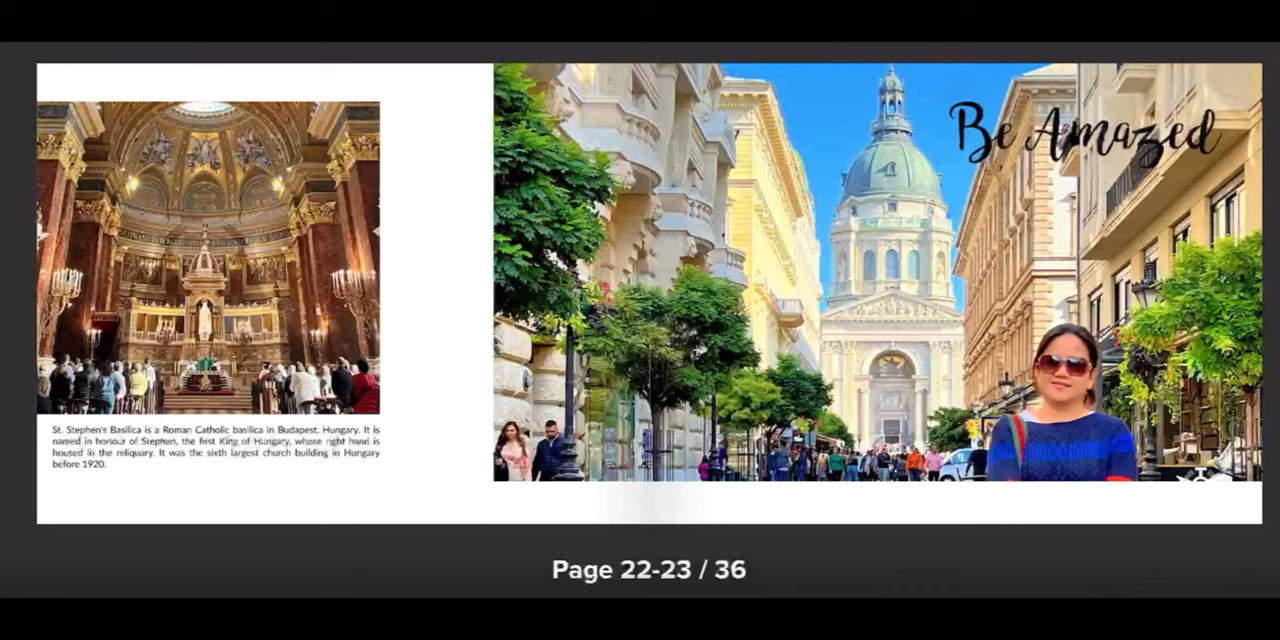 Be Amazed
St. Stephen's Basilica is a Roman Catholic basilica in Budapest, Hungary. It is
named in honour of Stephen, the first King of Hungary, whose right hand is
housed in the reliquary. It was the sixth largest church building in Hungary
before 1920.
Page 22-23 / 36